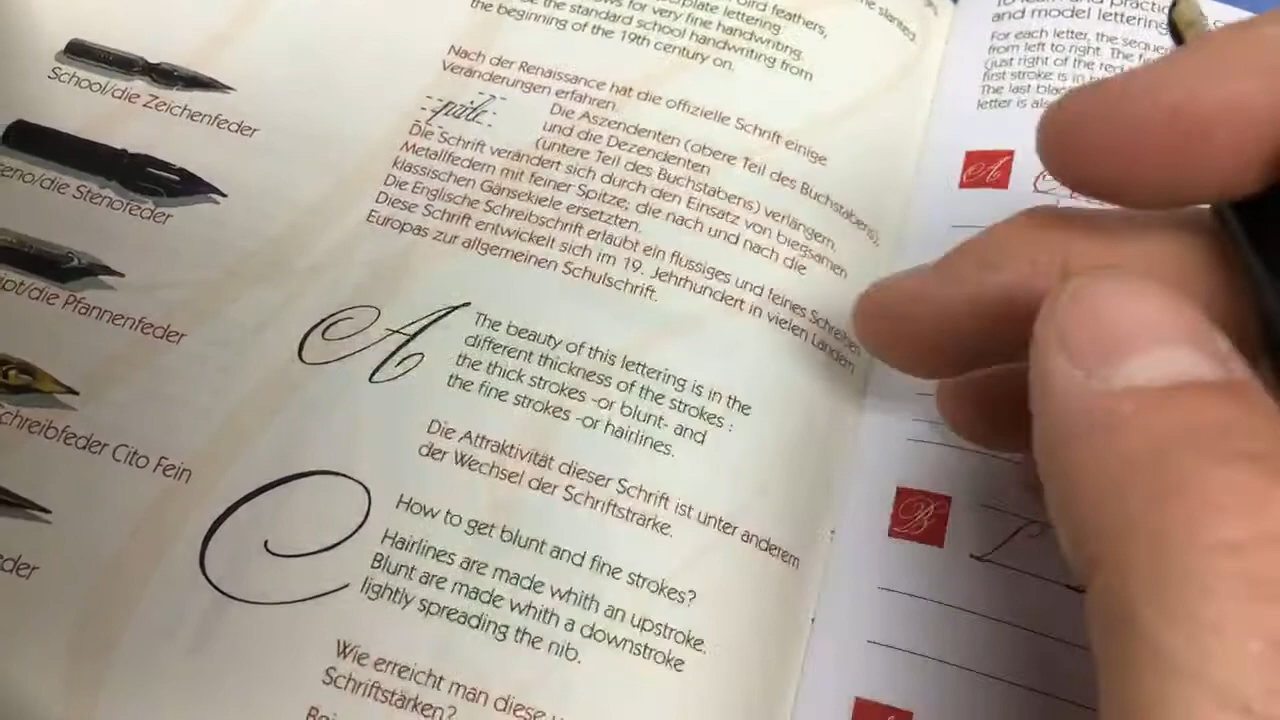 School/die Zeichenfeder
eno/die Stenofeder
ipt/die Pfannenfeder
chreibfeder Cito Fein
eder
bird feathers,
plate lettering.
ws for very fine handwriting.
the standard school handwriting from
the beginning of the 19th century on.
the slanted
Nach der Renaissance hat die offizielle Schrift einige
Veränderungen erfahren.
Die Aszendenten (obere Teil des Buchstabens),
und die Dezendenten
(untere Teil des Buchstabens) verlängern.
Die Schrift verändert sich durch den Einsatz von biegsamen
Metallfedern mit feiner Spitze; die nach und nach die
klassischen Gänsekiele ersetzten.
Die Englische Schreibschrift erlaubt ein flussiges und feines Schreiben
Diese Schrift entwickelt sich im 19. Jehrhundert in vielen Ländern
Europas zur allgemeinen Schulschrift.
A
The beauty of this lettering is in the
different thickness of the strokes :
the thick strokes -or blunt- and
the fine strokes -or hairlines.
Die Attraktivität dieser Schrift ist unter anderem
der Wechsel der Schriftsträrke.
C
How to get blunt and fine strokes?
Hairlines are made whith an upstroke.
Blunt are made whith a downstroke
lightly spreading the nib.
Wie erreicht man diese
Schriftstärken?
and practic
and model lettering
For each letter, the seque
from left to right. The fir
(just right of the red
first stroke is in b
The last blac
letter is als
A
B